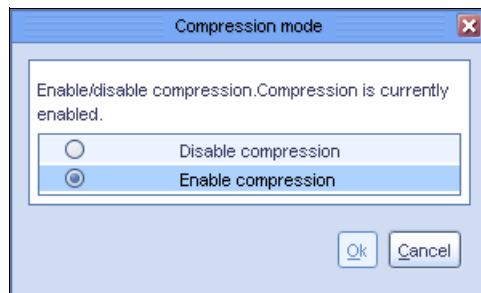 Compression mode
Enable/disable compression.Compression is currently
enabled.
Disable compression
Enable compression
Ok Cancel